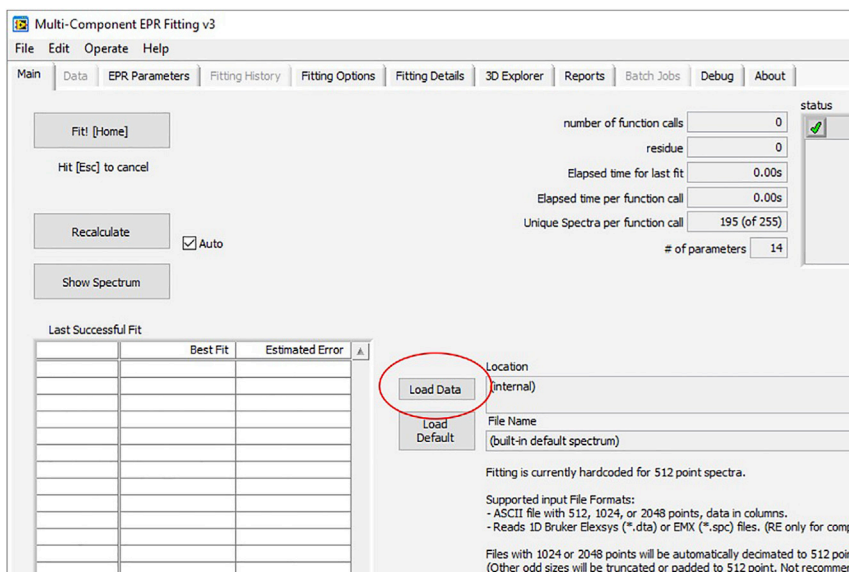 Multi-Component EPR Fitting v3
File Edit Operate Help
Main Data EPR Parameters Fitting History Fitting Options Fitting Details 3D Explorer Reports Batch Jobs Debug About
status
Fit! [Home]
number of function calls 0
residue 0
Hit [Esc] to cancel
Elapsed time for last fit 0.00s
Elapsed time per function call 0.00s
Unique Spectra per function call 195 (of 255)
Recalculate
Auto
# of parameters 14
Show Spectrum
Last Successful Fit
Best Fit Estimated Error
Location
Load Data
(internal)
Load
Default
File Name
(built-in default spectrum)
Fitting is currently hardcoded for 512 point spectra.
Supported input File Formats:
- ASCII file with 512, 1024, or 2048 points, data in columns.
- Reads 1D Bruker Elexsys (*.dta) or EMX (*.spc) files. (RE only for comp
Files with 1024 or 2048 points will be automatically decimated to 512 poin
(Other odd sizes will be truncated or padded to 512 point. Not recommen